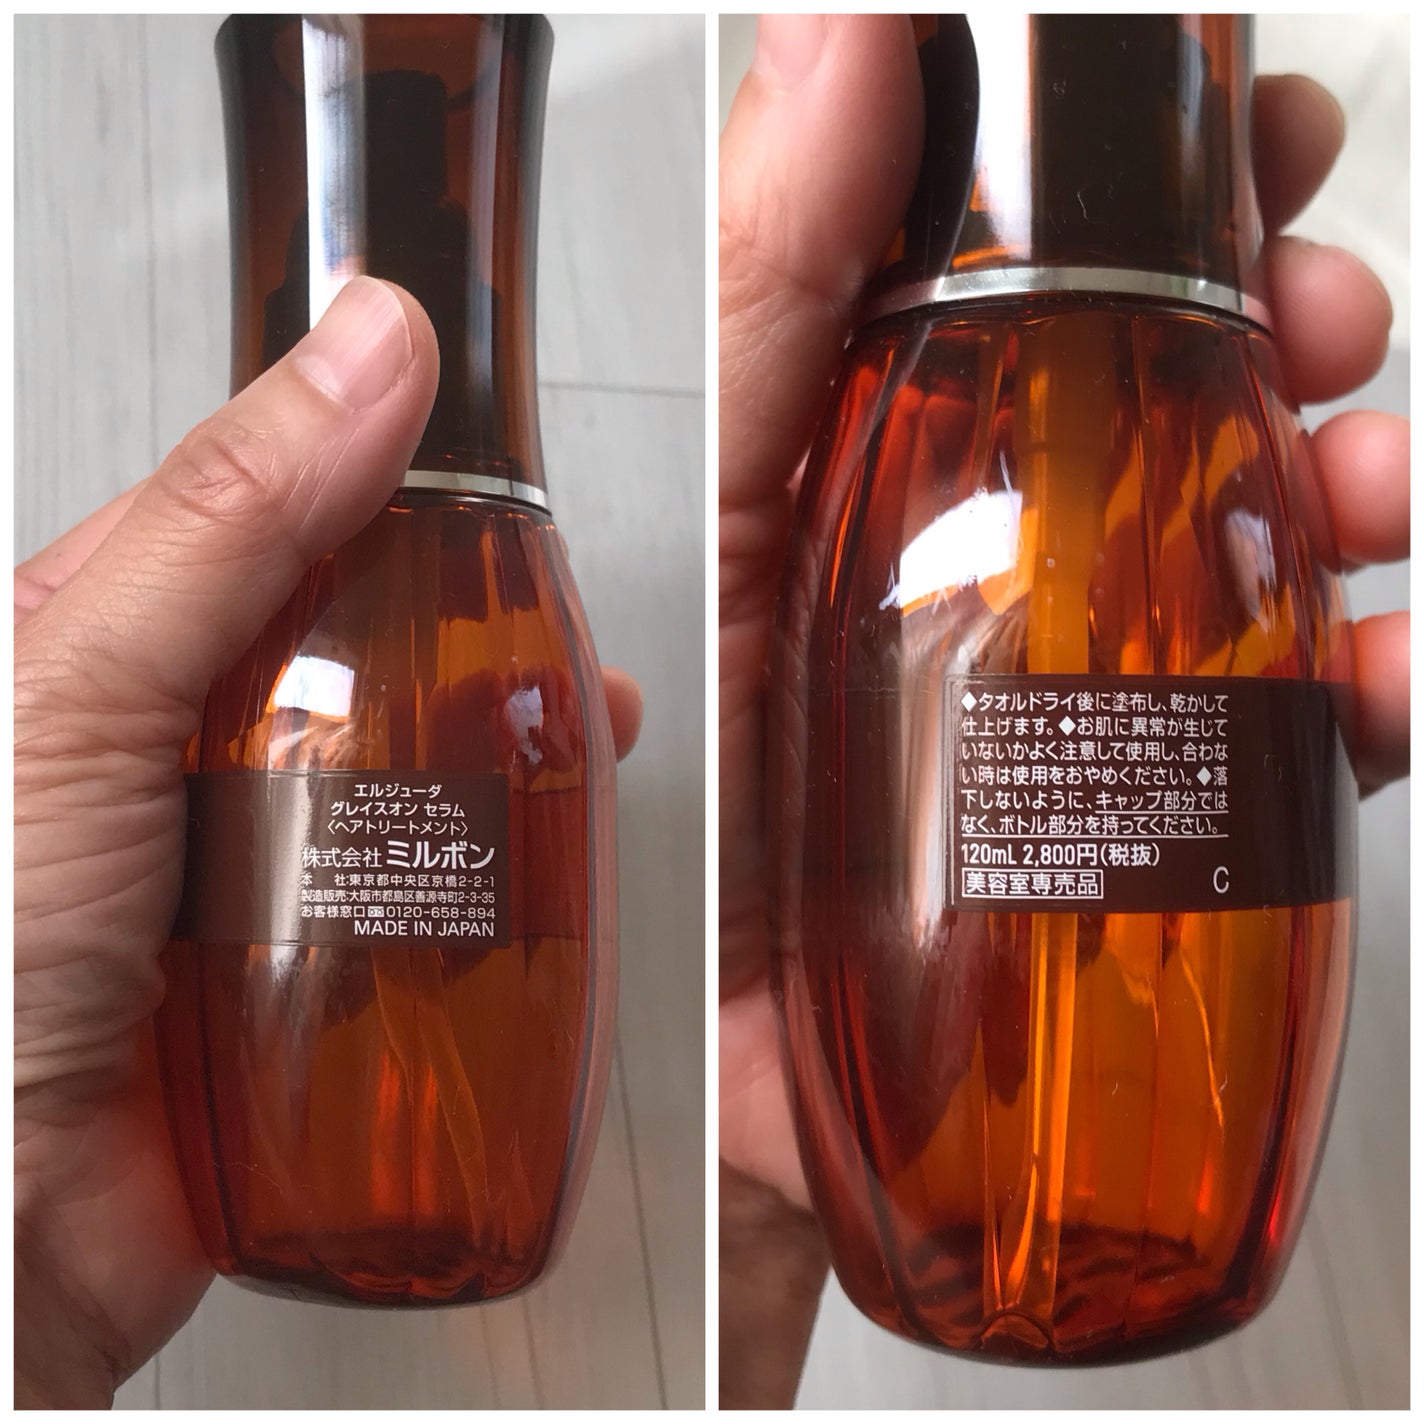 エルジューダ
グレイスオン セラム
〈ヘアトリートメント〉
株式会社 ミルボン
本 社:東京都中央区京橋2-2-1
製造販売:大阪市都島区善源寺町2-3-35
お客様窓口 0120-658-894
MADE IN JAPAN
◆タオルドライ後に塗布し、乾かして
仕上げます。◆お肌に異常が生じて
いないかよく注意して使用し、合わな
い時は使用をおやめください。◆落
下しないように、キャップ部分では
なく、ボトル部分を持ってください。
120mL 2,800円(税抜)
美容室専売品 C